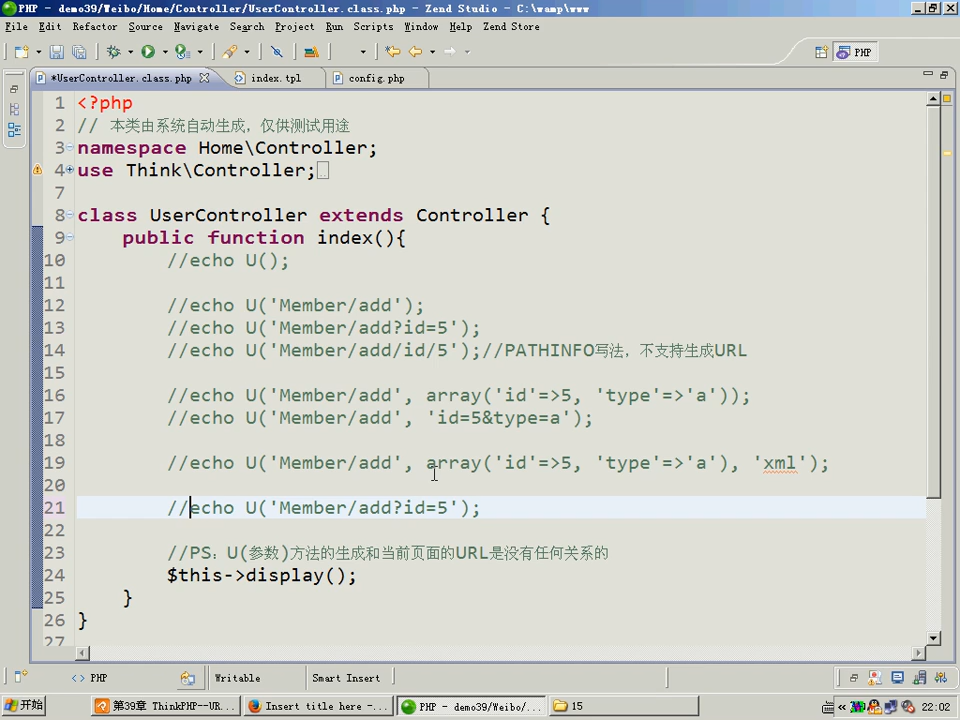 PHP - demo39/Weibo/Home/Controller/UserController.class.php - Zend Studio - C:\wamp\www
File Edit Refactor Source Navigate Search Project Run Scripts Window Help Zend Store
PHP
*UserController.class.php index.tpl config.php
1 <?php
2 // 本类由系统自动生成，仅供测试用途
3 namespace Home\Controller;
4 use Think\Controller;
7
8 class UserController extends Controller {
9 public function index(){
10 //echo U();
11
12 //echo U('Member/add');
13 //echo U('Member/add?id=5');
14 //echo U('Member/add/id/5');//PATHINFO写法，不支持生成URL
15
16 //echo U('Member/add', array('id'=>5, 'type'=>'a'));
17 //echo U('Member/add', 'id=5&type=a');
18
19 //echo U('Member/add', array('id'=>5, 'type'=>'a'), 'xml');
20
21 //echo U('Member/add?id=5');
22
23 //PS：U(参数)方法的生成和当前页面的URL是没有任何关系的
24 $this->display();
25 }
26 }
27
PHP Writable Smart Insert
开始 第39章 ThinkPHP--UR... Insert title here -... PHP - demo39/Weibo/... 15 22:02